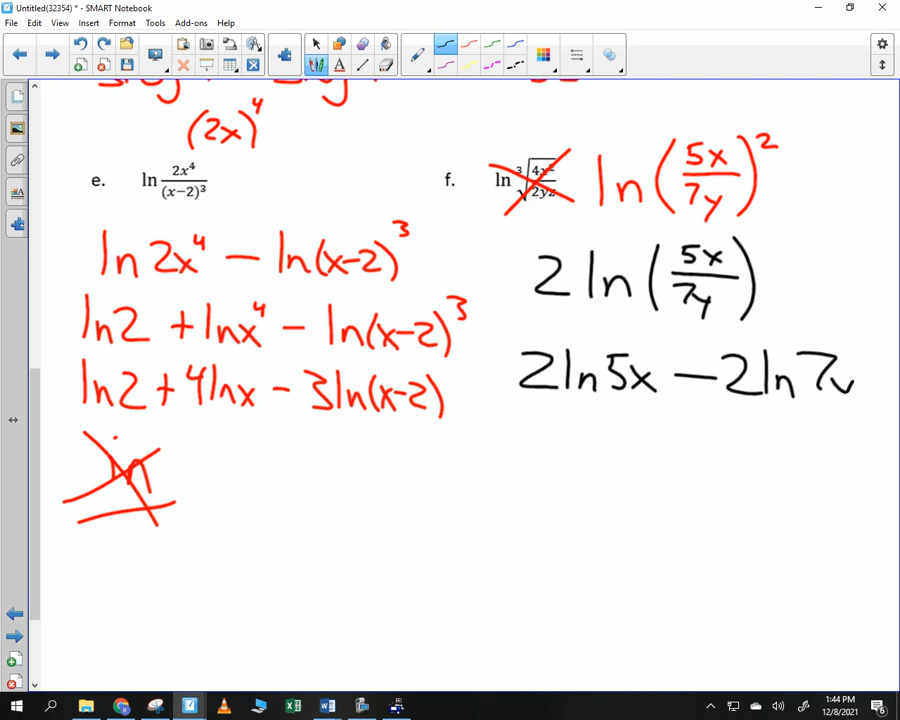 Untitled(32354) * - SMART Notebook
File Edit View Insert Format Tools Add-ons Help
(2x)^4
e. ln 2x⁴/(x−2)³
f. ln ∛(4x²/2yz) ln(5x/7y)²
ln 2x⁴ − ln(x−2)³
2 ln(5x/7y)
ln2 + lnx⁴ − ln(x−2)³
ln2 + 4lnx − 3ln(x−2)
2ln5x − 2ln7y
1:44 PM
12/8/2021
6